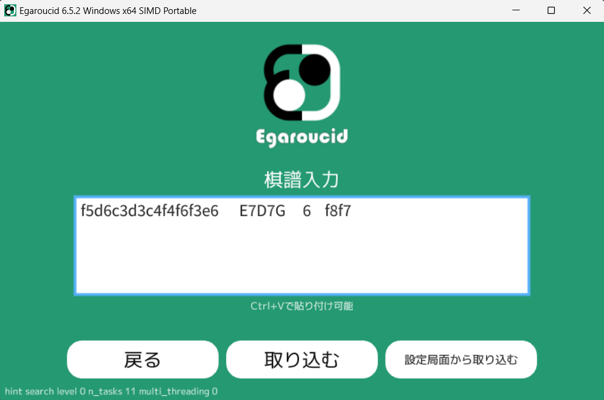 Egaroucid 6.5.2 Windows x64 SIMD Portable
Egaroucid
棋譜入力
f5d6c3d3c4f4f6f3e6　E7D7G　6　f8f7
Ctrl+Vで貼り付け可能
戻る 取り込む 設定局面から取り込む
hint search level 0 n_tasks 11 multi_threading 0